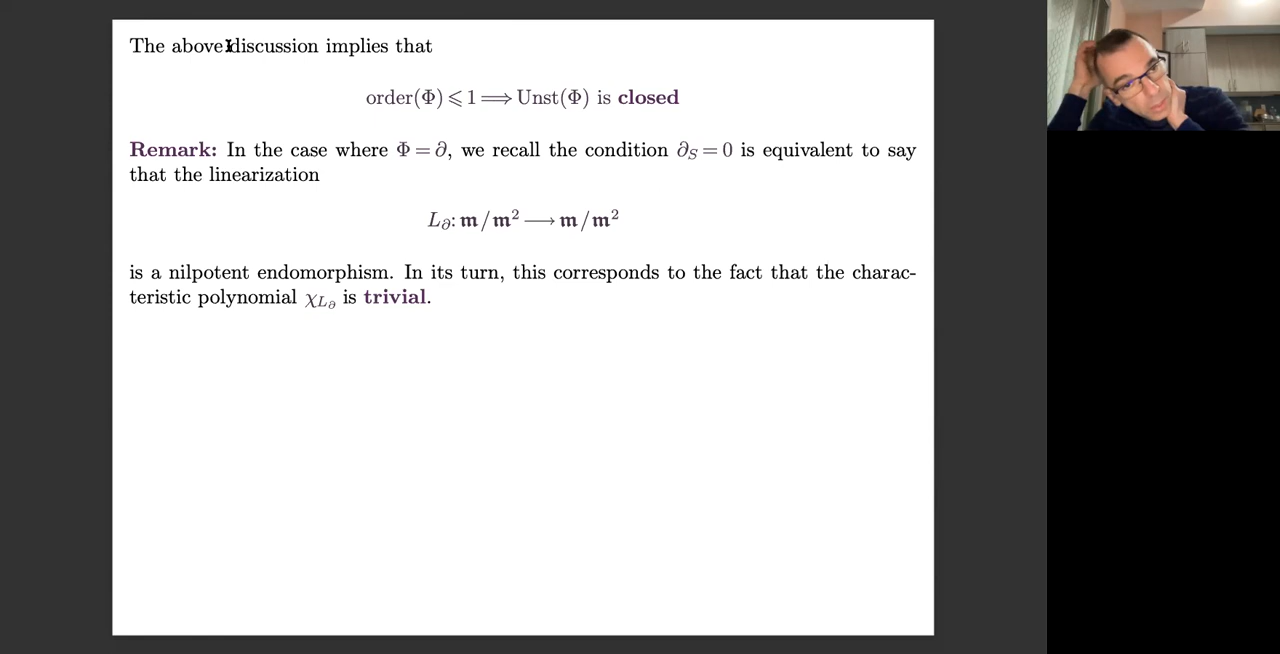 The above discussion implies that
order(Φ) ⩽ 1 ⟹ Unst(Φ) is closed
Remark: In the case where Φ = ∂, we recall the condition ∂_S = 0 is equivalent to say
that the linearization
L_∂: 𝔪/𝔪² ⟶ 𝔪/𝔪²
is a nilpotent endomorphism. In its turn, this corresponds to the fact that the charac-
teristic polynomial χ_{L_∂} is trivial.